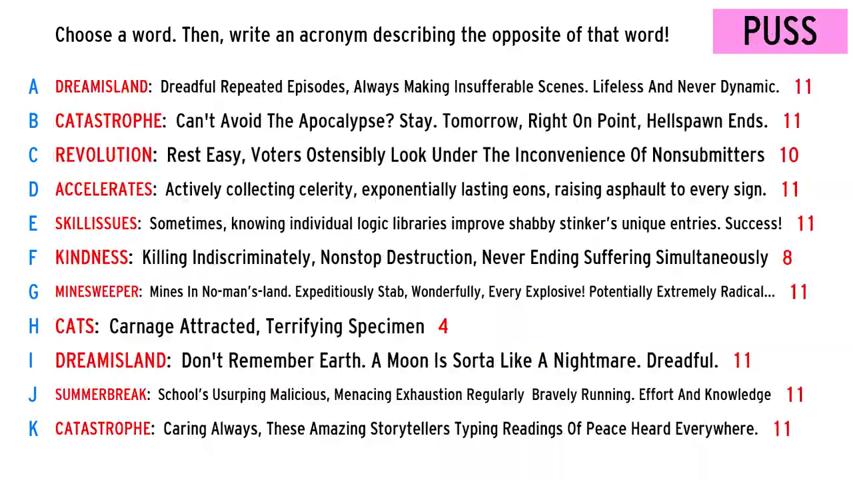 Choose a word. Then, write an acronym describing the opposite of that word!
PUSS
A DREAMISLAND: Dreadful Repeated Episodes, Always Making Insufferable Scenes. Lifeless And Never Dynamic. 11
B CATASTROPHE: Can't Avoid The Apocalypse? Stay. Tomorrow, Right On Point, Hellspawn Ends. 11
C REVOLUTION: Rest Easy, Voters Ostensibly Look Under The Inconvenience Of Nonsubmitters 10
D ACCELERATES: Actively collecting celerity, exponentially lasting eons, raising asphault to every sign. 11
E SKILLISSUES: Sometimes, knowing individual logic libraries improve shabby stinker's unique entries. Success! 11
F KINDNESS: Killing Indiscriminately, Nonstop Destruction, Never Ending Suffering Simultaneously 8
G MINESWEEPER: Mines In No-man's-land. Expeditiously Stab, Wonderfully, Every Explosive! Potentially Extremely Radical... 11
H CATS: Carnage Attracted, Terrifying Specimen 4
I DREAMISLAND: Don't Remember Earth. A Moon Is Sorta Like A Nightmare. Dreadful. 11
J SUMMERBREAK: School's Usurping Malicious, Menacing Exhaustion Regularly Bravely Running. Effort And Knowledge 11
K CATASTROPHE: Caring Always, These Amazing Storytellers Typing Readings Of Peace Heard Everywhere. 11